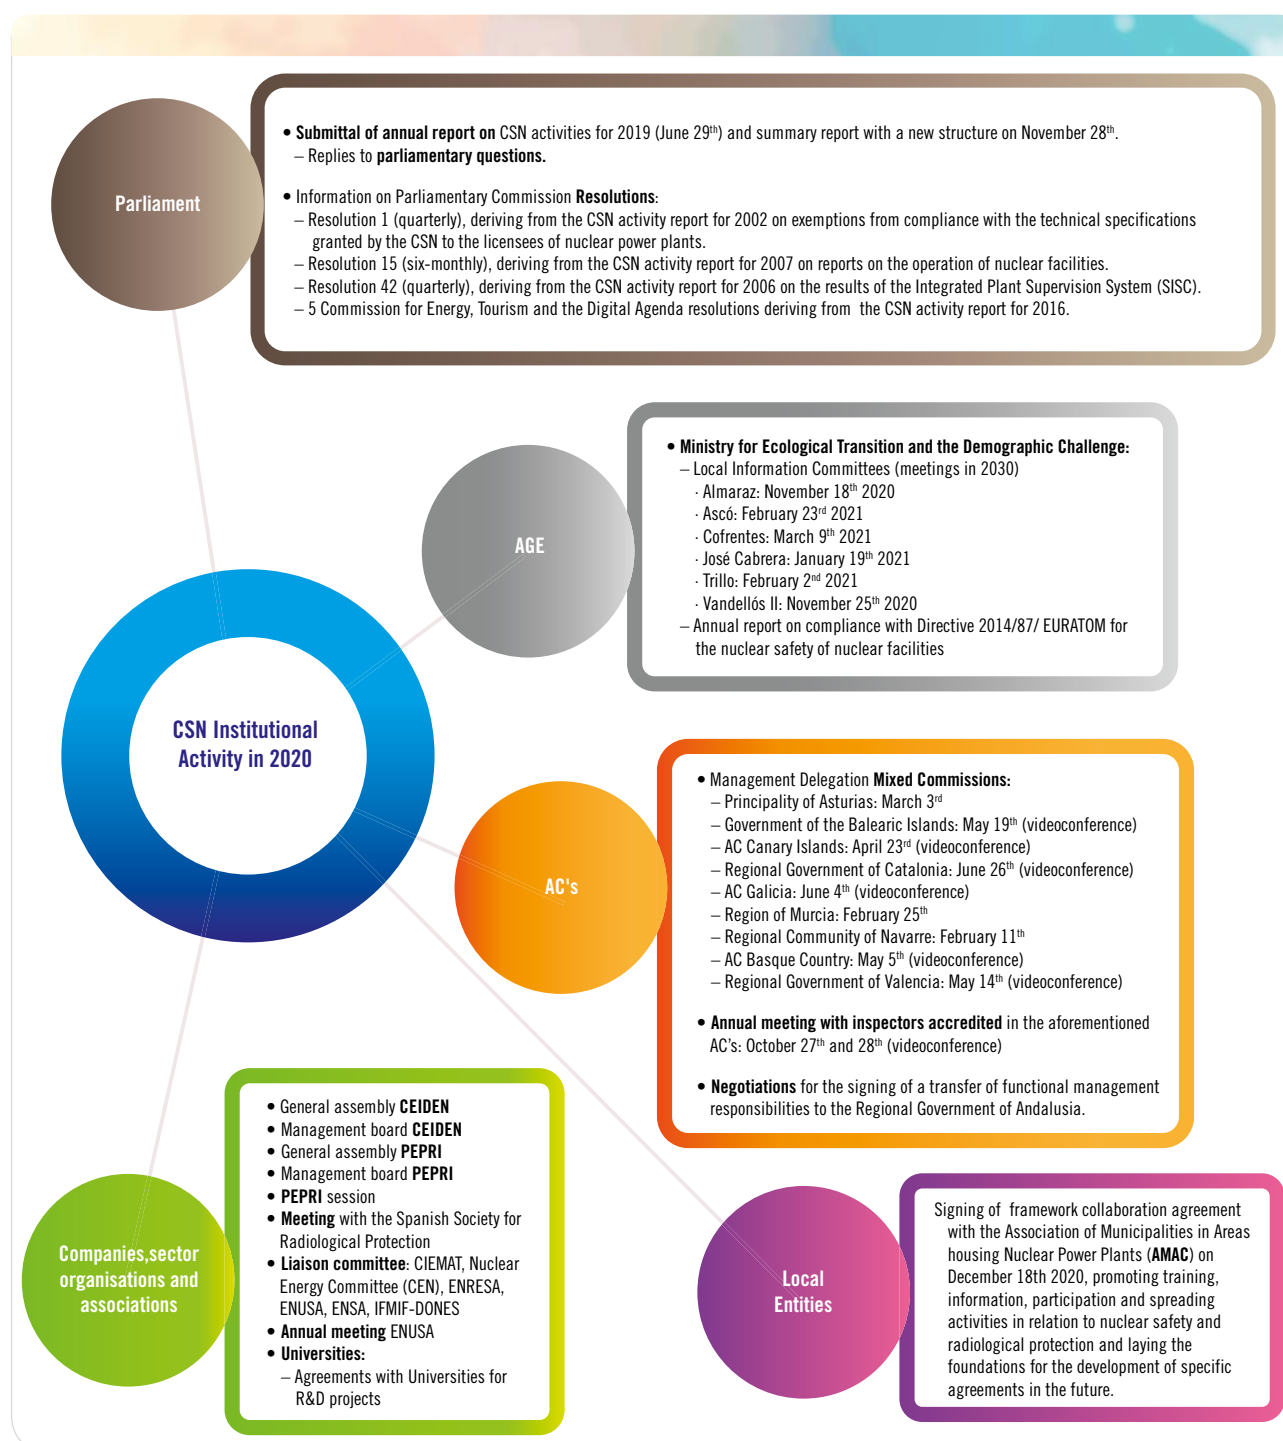 Parliament
• Submittal of annual report on CSN activities for 2019 (June 29th) and summary report with a new structure on November 28th.
– Replies to parliamentary questions.
• Information on Parliamentary Commission Resolutions:
– Resolution 1 (quarterly), deriving from the CSN activity report for 2002 on exemptions from compliance with the technical specifications
granted by the CSN to the licensees of nuclear power plants.
– Resolution 15 (six-monthly), deriving from the CSN activity report for 2007 on reports on the operation of nuclear facilities.
– Resolution 42 (quarterly), deriving from the CSN activity report for 2006 on the results of the Integrated Plant Supervision System (SISC).
– 5 Commission for Energy, Tourism and the Digital Agenda resolutions deriving from the CSN activity report for 2016.
AGE
• Ministry for Ecological Transition and the Demographic Challenge:
– Local Information Committees (meetings in 2030)
· Almaraz: November 18th 2020
· Ascó: February 23rd 2021
· Cofrentes: March 9th 2021
· José Cabrera: January 19th 2021
· Trillo: February 2nd 2021
· Vandellós II: November 25th 2020
– Annual report on compliance with Directive 2014/87/ EURATOM for
the nuclear safety of nuclear facilities
CSN Institutional
Activity in 2020
AC's
• Management Delegation Mixed Commissions:
– Principality of Asturias: March 3rd
– Government of the Balearic Islands: May 19th (videoconference)
– AC Canary Islands: April 23rd (videoconference)
– Regional Government of Catalonia: June 26th (videoconference)
– AC Galicia: June 4th (videoconference)
– Region of Murcia: February 25th
– Regional Community of Navarre: February 11th
– AC Basque Country: May 5th (videoconference)
– Regional Government of Valencia: May 14th (videoconference)
• Annual meeting with inspectors accredited in the aforementioned
AC's: October 27th and 28th (videoconference)
• Negotiations for the signing of a transfer of functional management
responsibilities to the Regional Government of Andalusia.
Companies,sector
organisations and
associations
• General assembly CEIDEN
• Management board CEIDEN
• General assembly PEPRI
• Management board PEPRI
• PEPRI session
• Meeting with the Spanish Society for
Radiological Protection
• Liaison committee: CIEMAT, Nuclear
Energy Committee (CEN), ENRESA,
ENUSA, ENSA, IFMIF-DONES
• Annual meeting ENUSA
• Universities:
– Agreements with Universities for
R&D projects
Local
Entities
Signing of framework collaboration agreement
with the Association of Municipalities in Areas
housing Nuclear Power Plants (AMAC) on
December 18th 2020, promoting training,
information, participation and spreading
activities in relation to nuclear safety and
radiological protection and laying the
foundations for the development of specific
agreements in the future.